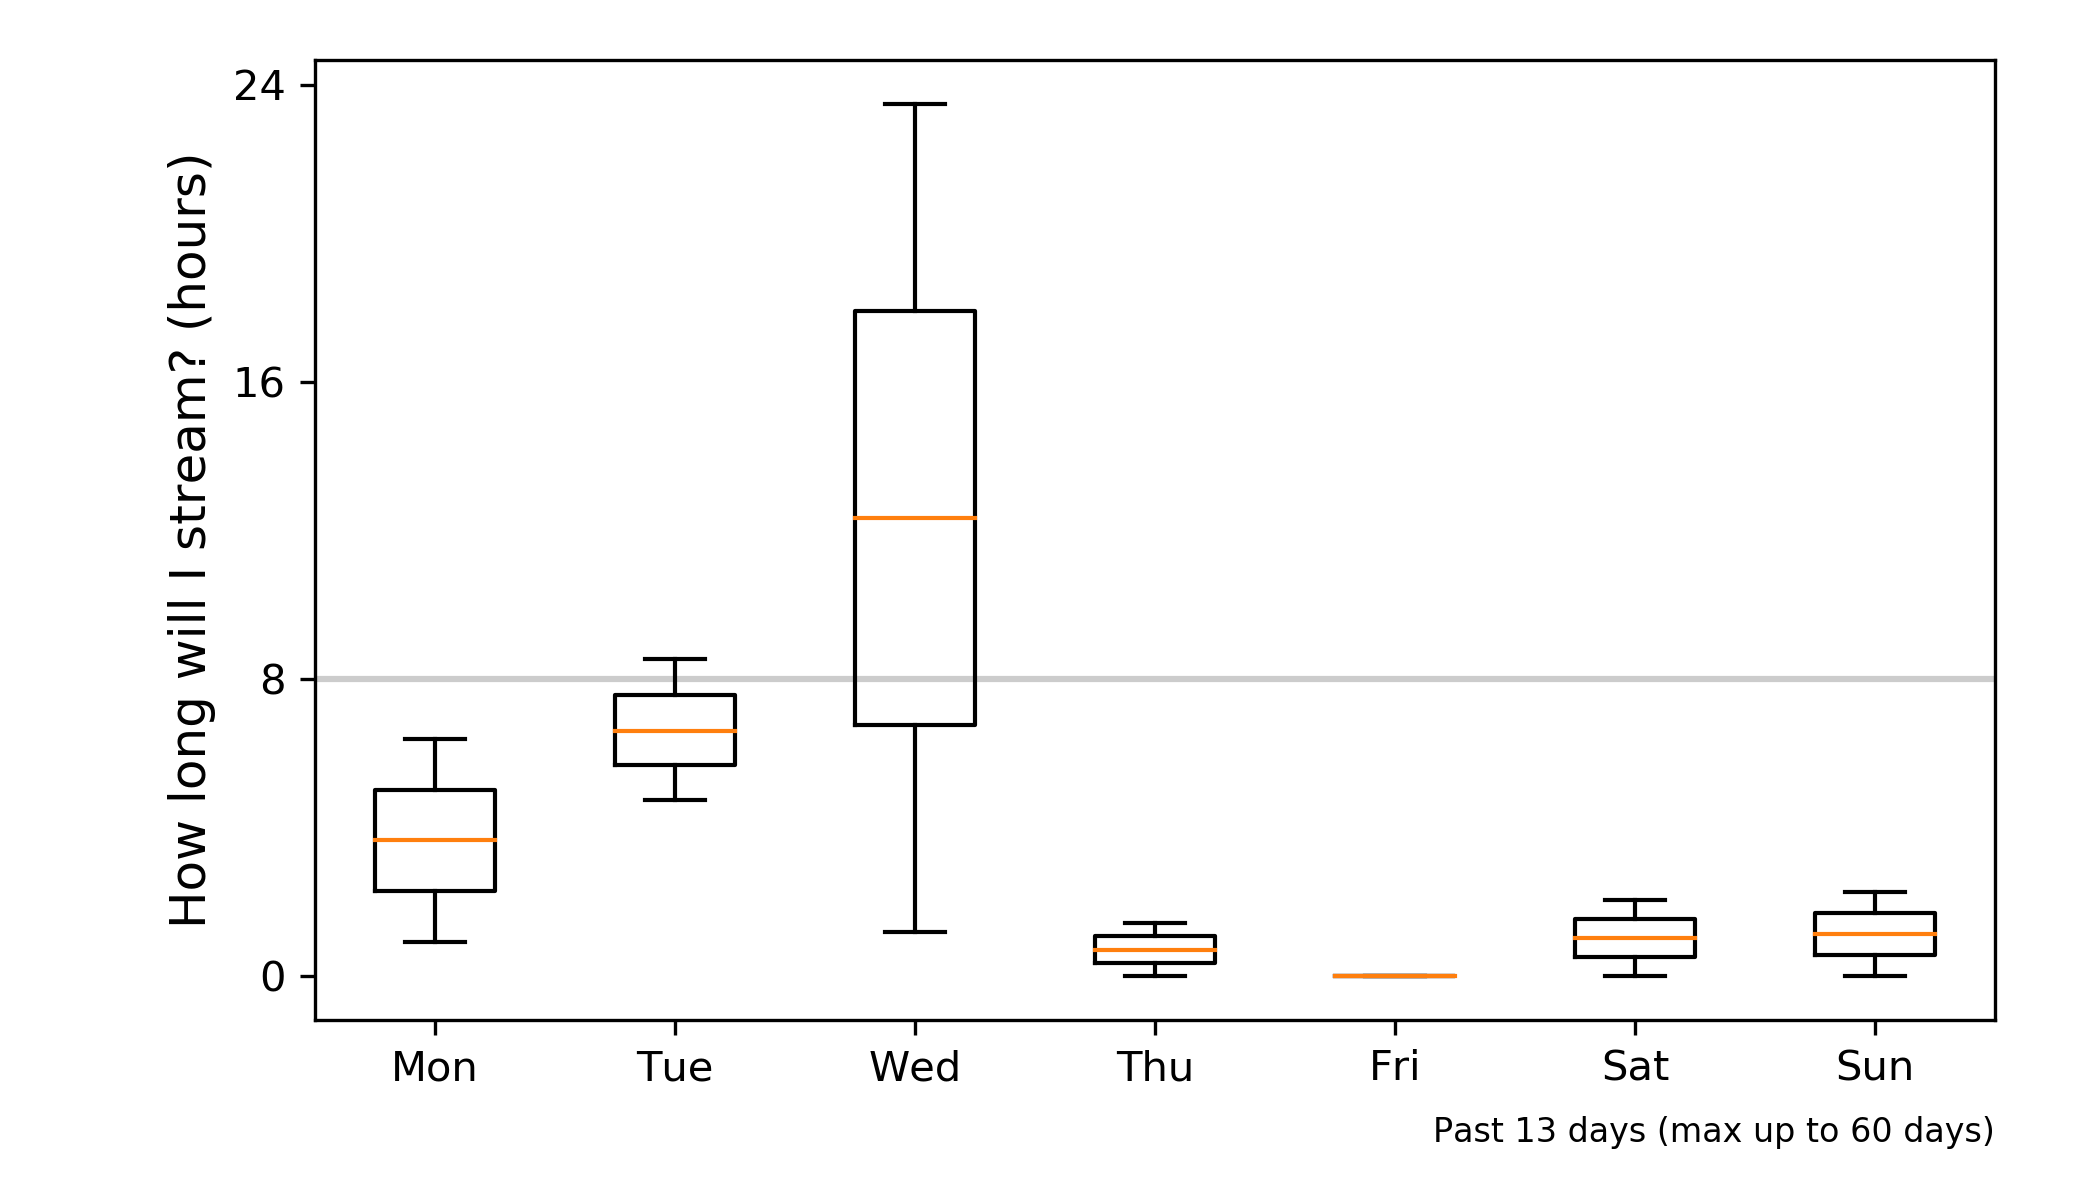 How long will I stream? (hours)
24
16
8
0
Mon Tue Wed Thu Fri Sat Sun
Past 13 days (max up to 60 days)